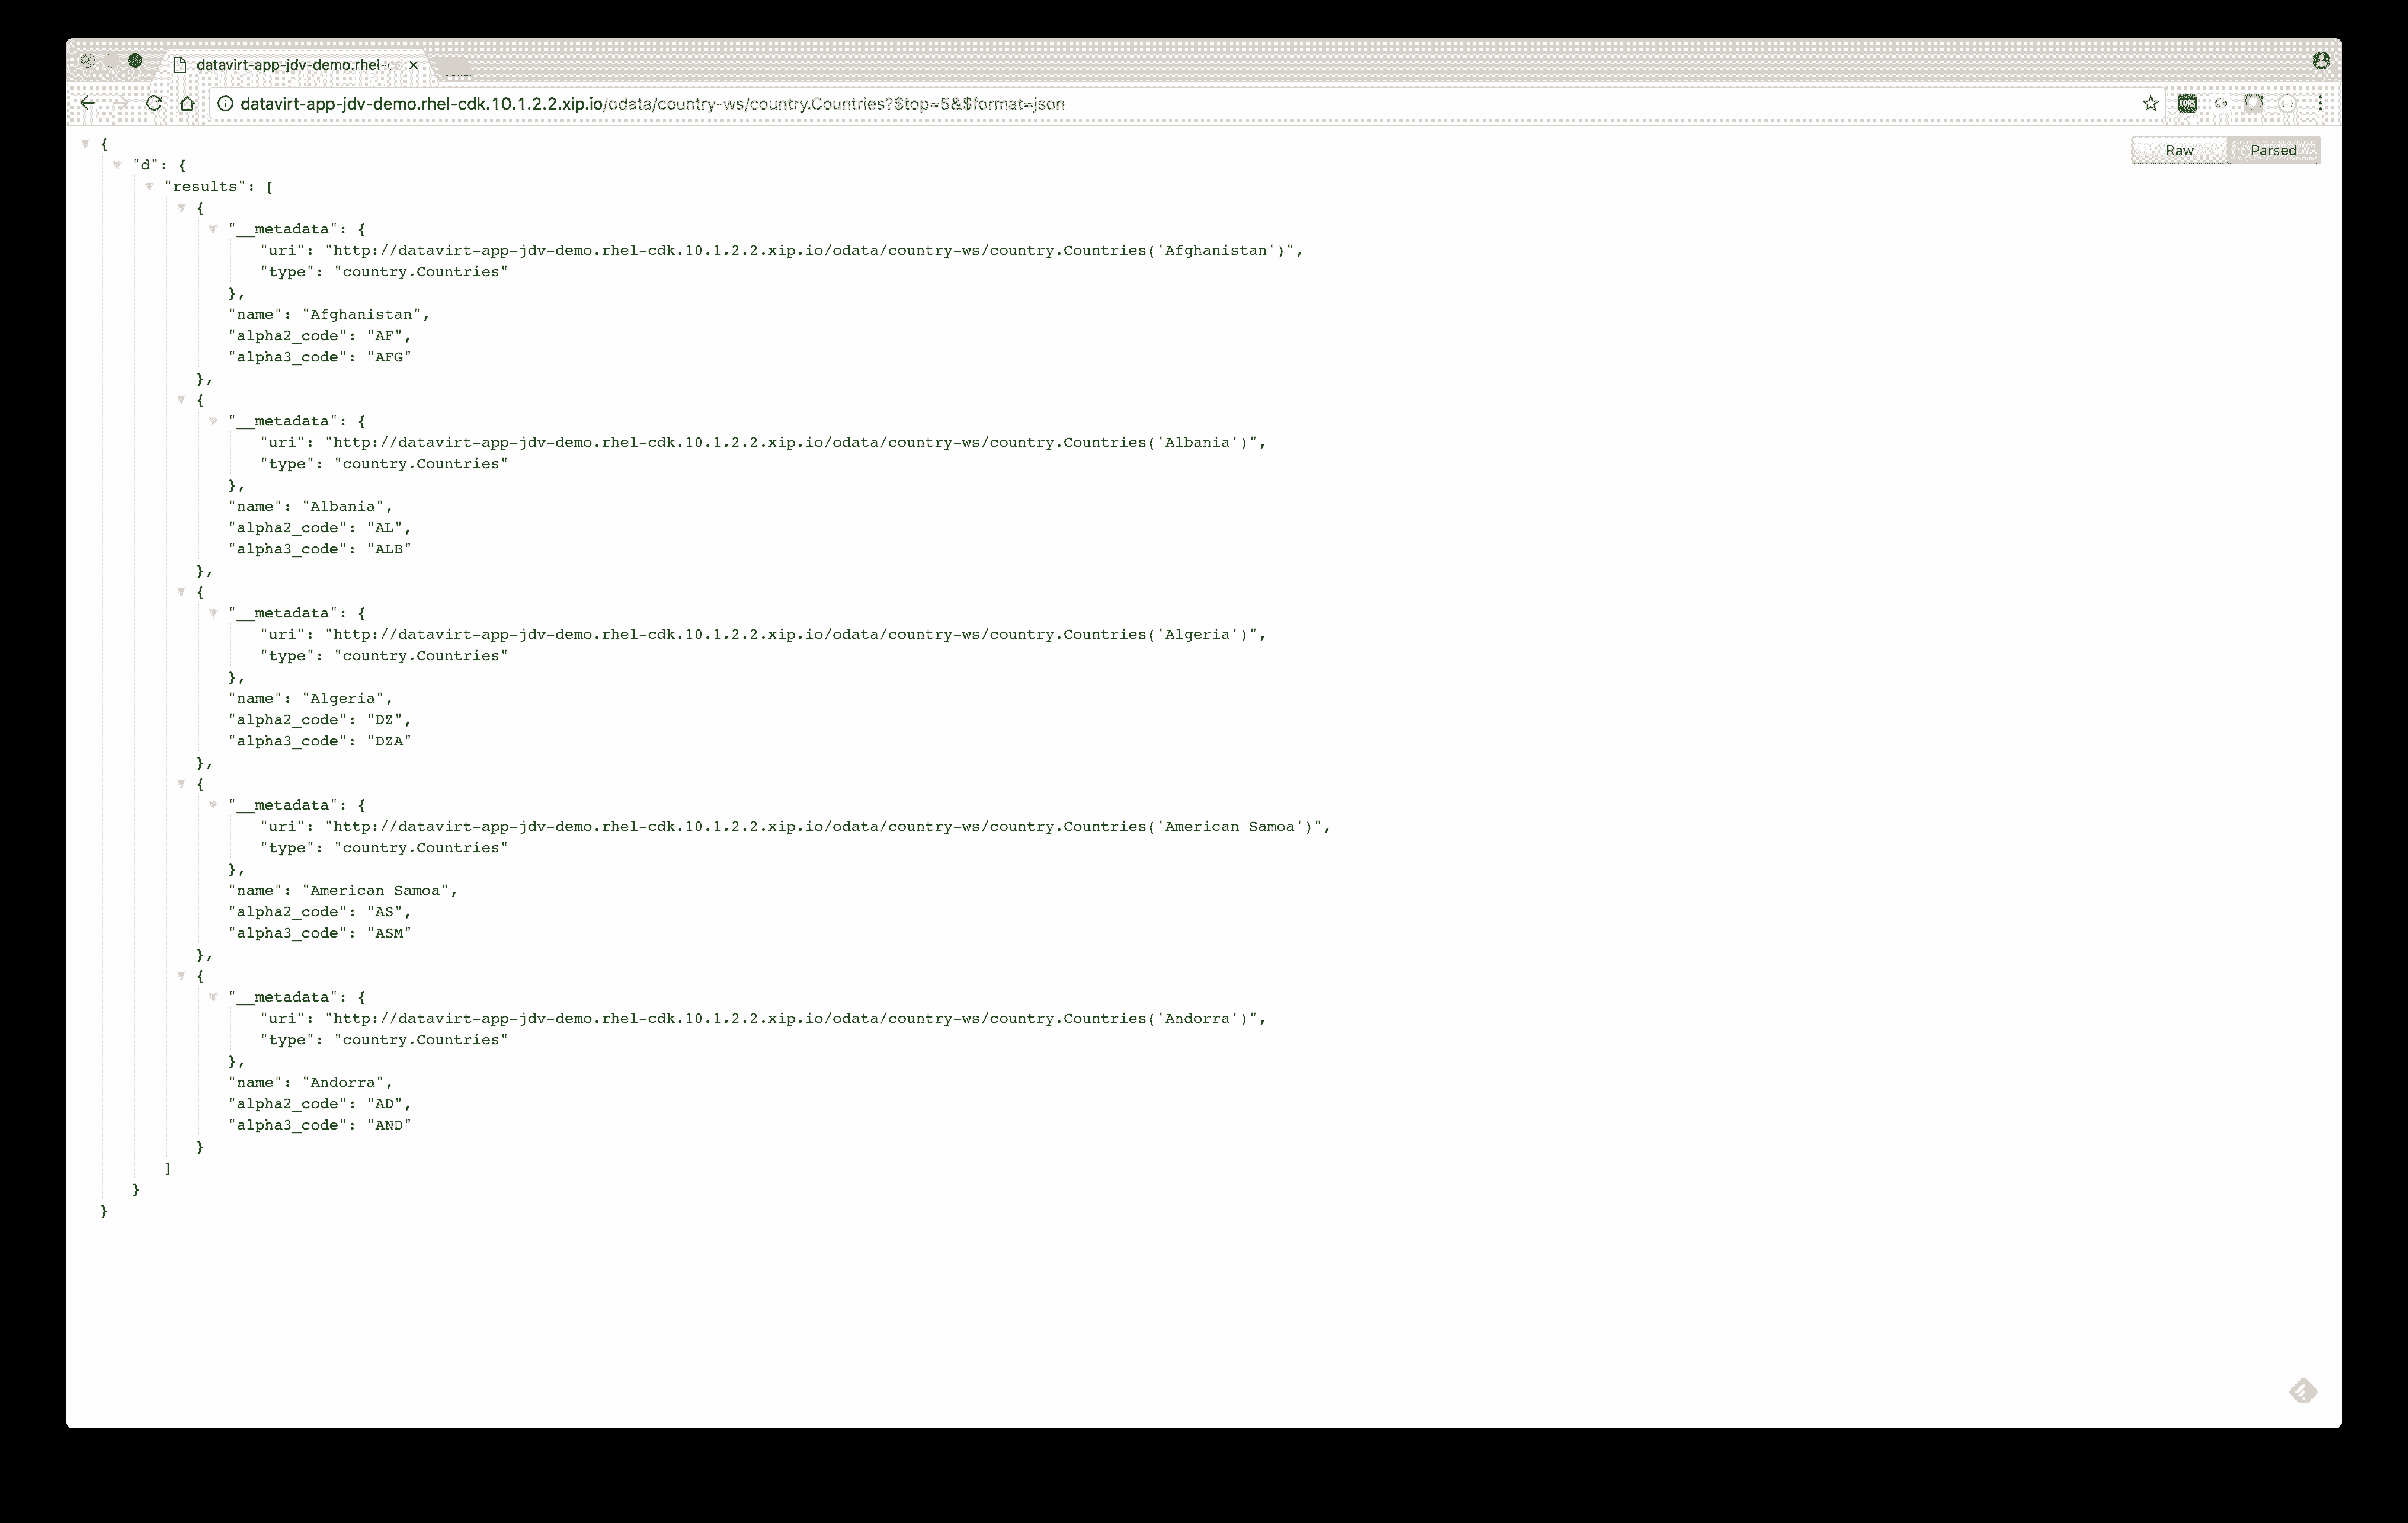 datavirt-app-jdv-demo.rhel-cd
datavirt-app-jdv-demo.rhel-cdk.10.1.2.2.xip.io/odata/country-ws/country.Countries?$top=5&$format=json
CORS
Raw Parsed
{
"d": {
"results": [
{
"__metadata": {
"uri": "http://datavirt-app-jdv-demo.rhel-cdk.10.1.2.2.xip.io/odata/country-ws/country.Countries('Afghanistan')",
"type": "country.Countries"
},
"name": "Afghanistan",
"alpha2_code": "AF",
"alpha3_code": "AFG"
},
{
"__metadata": {
"uri": "http://datavirt-app-jdv-demo.rhel-cdk.10.1.2.2.xip.io/odata/country-ws/country.Countries('Albania')",
"type": "country.Countries"
},
"name": "Albania",
"alpha2_code": "AL",
"alpha3_code": "ALB"
},
{
"__metadata": {
"uri": "http://datavirt-app-jdv-demo.rhel-cdk.10.1.2.2.xip.io/odata/country-ws/country.Countries('Algeria')",
"type": "country.Countries"
},
"name": "Algeria",
"alpha2_code": "DZ",
"alpha3_code": "DZA"
},
{
"__metadata": {
"uri": "http://datavirt-app-jdv-demo.rhel-cdk.10.1.2.2.xip.io/odata/country-ws/country.Countries('American Samoa')",
"type": "country.Countries"
},
"name": "American Samoa",
"alpha2_code": "AS",
"alpha3_code": "ASM"
},
{
"__metadata": {
"uri": "http://datavirt-app-jdv-demo.rhel-cdk.10.1.2.2.xip.io/odata/country-ws/country.Countries('Andorra')",
"type": "country.Countries"
},
"name": "Andorra",
"alpha2_code": "AD",
"alpha3_code": "AND"
}
]
}
}